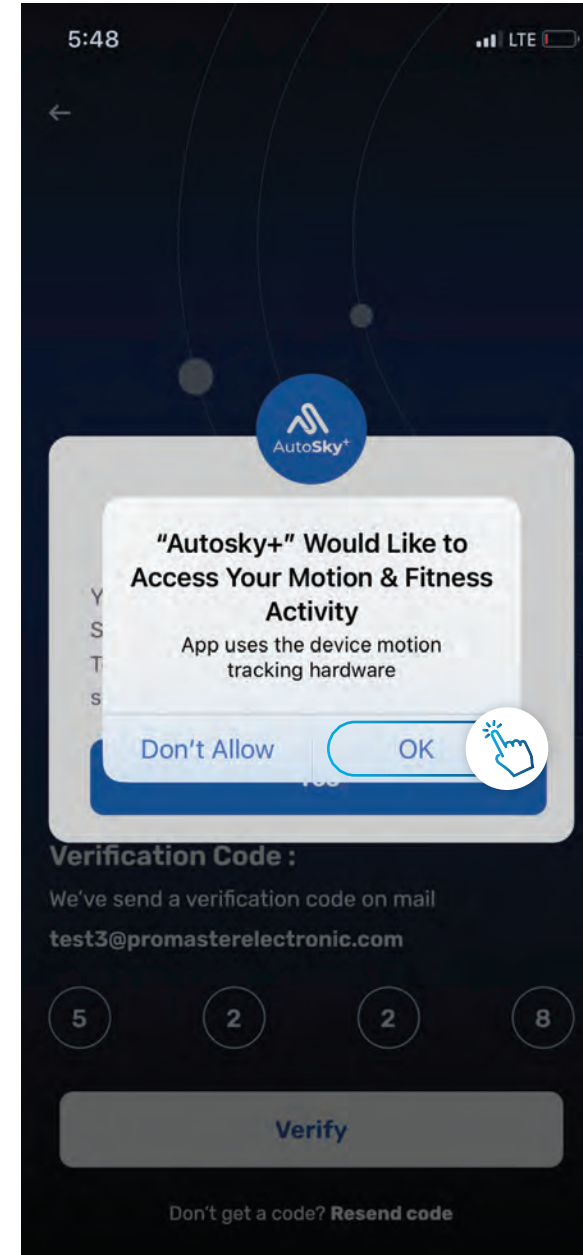 5:48
LTE
AutoSky+
"Autosky+" Would Like to
Access Your Motion & Fitness
Activity
App uses the device motion
tracking hardware
Y
S
T
s
Don't Allow
OK
Verification Code :
We've send a verification code on mail
test3@promasterelectronic.com
5 2 2 8
Verify
Don't get a code? Resend code